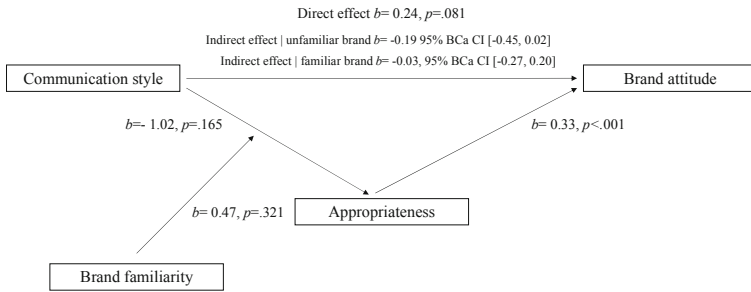 Direct effect b= 0.24, p=.081
Indirect effect | unfamiliar brand b= -0.19 95% BCa CI [-0.45, 0.02]
Indirect effect | familiar brand b= -0.03, 95% BCa CI [-0.27, 0.20]
Communication style
Brand attitude
b=- 1.02, p=.165
b= 0.33, p<.001
b= 0.47, p=.321
Appropriateness
Brand familiarity